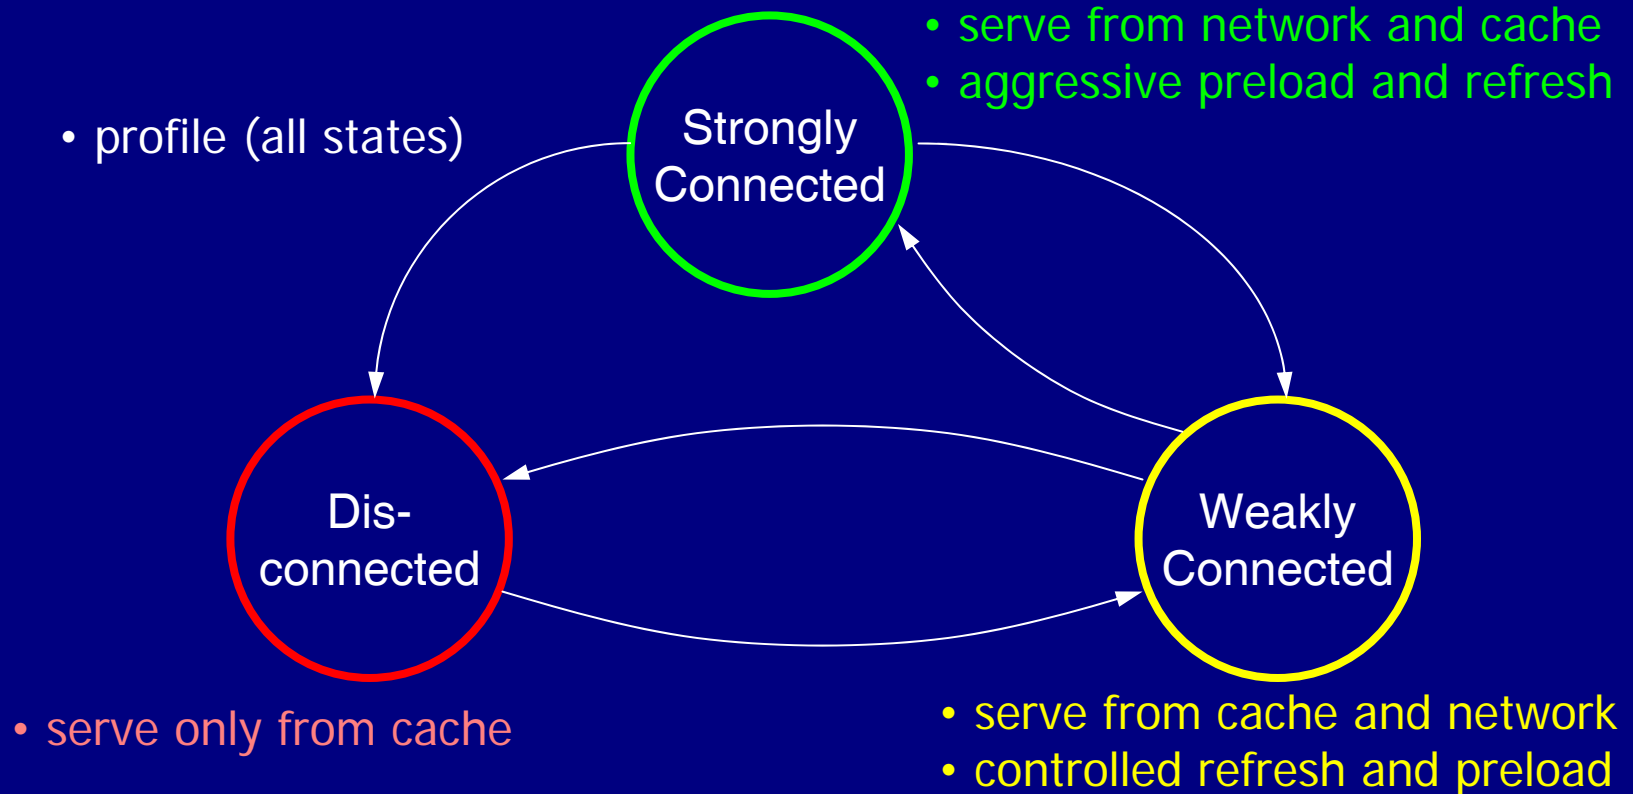 • serve from network and cache
• aggressive preload and refresh
• profile (all states)
Strongly
Connected
Dis-
connected
Weakly
Connected
• serve only from cache
• serve from cache and network
• controlled refresh and preload